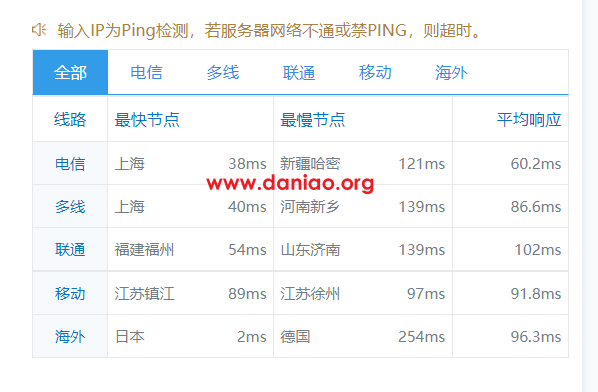 输入IP为Ping检测，若服务器网络不通或禁PING，则超时。
全部 电信 多线 联通 移动 海外
线路 最快节点 最慢节点 平均响应
电信 上海 38ms 新疆哈密 121ms 60.2ms
www.daniao.org
多线 上海 40ms 河南新乡 139ms 86.6ms
联通 福建福州 54ms 山东济南 139ms 102ms
移动 江苏镇江 89ms 江苏徐州 97ms 91.8ms
海外 日本 2ms 德国 254ms 96.3ms